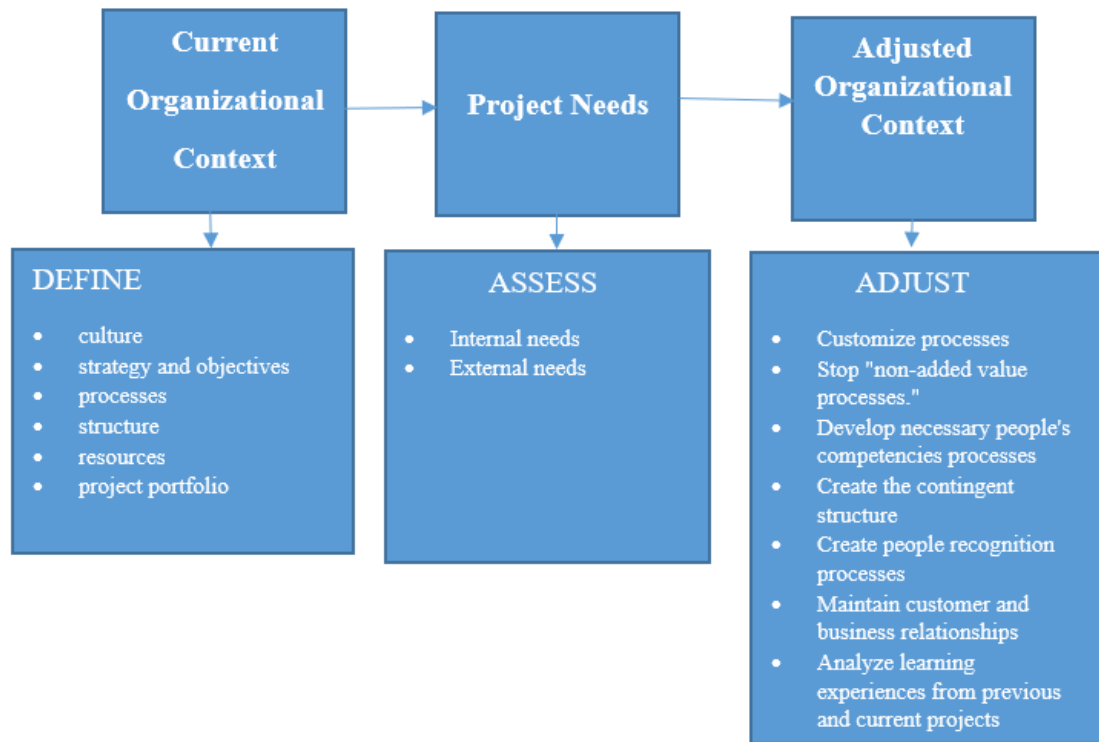 Current
Organizational
Context
Project Needs
Adjusted
Organizational
Context
DEFINE
culture
strategy and objectives
processes
structure
resources
project portfolio
ASSESS
Internal needs
External needs
ADJUST
Customize processes
Stop "non-added value
processes."
Develop necessary people's
competencies processes
Create the contingent
structure
Create people recognition
processes
Maintain customer and
business relationships
Analyze learning
experiences from previous
and current projects